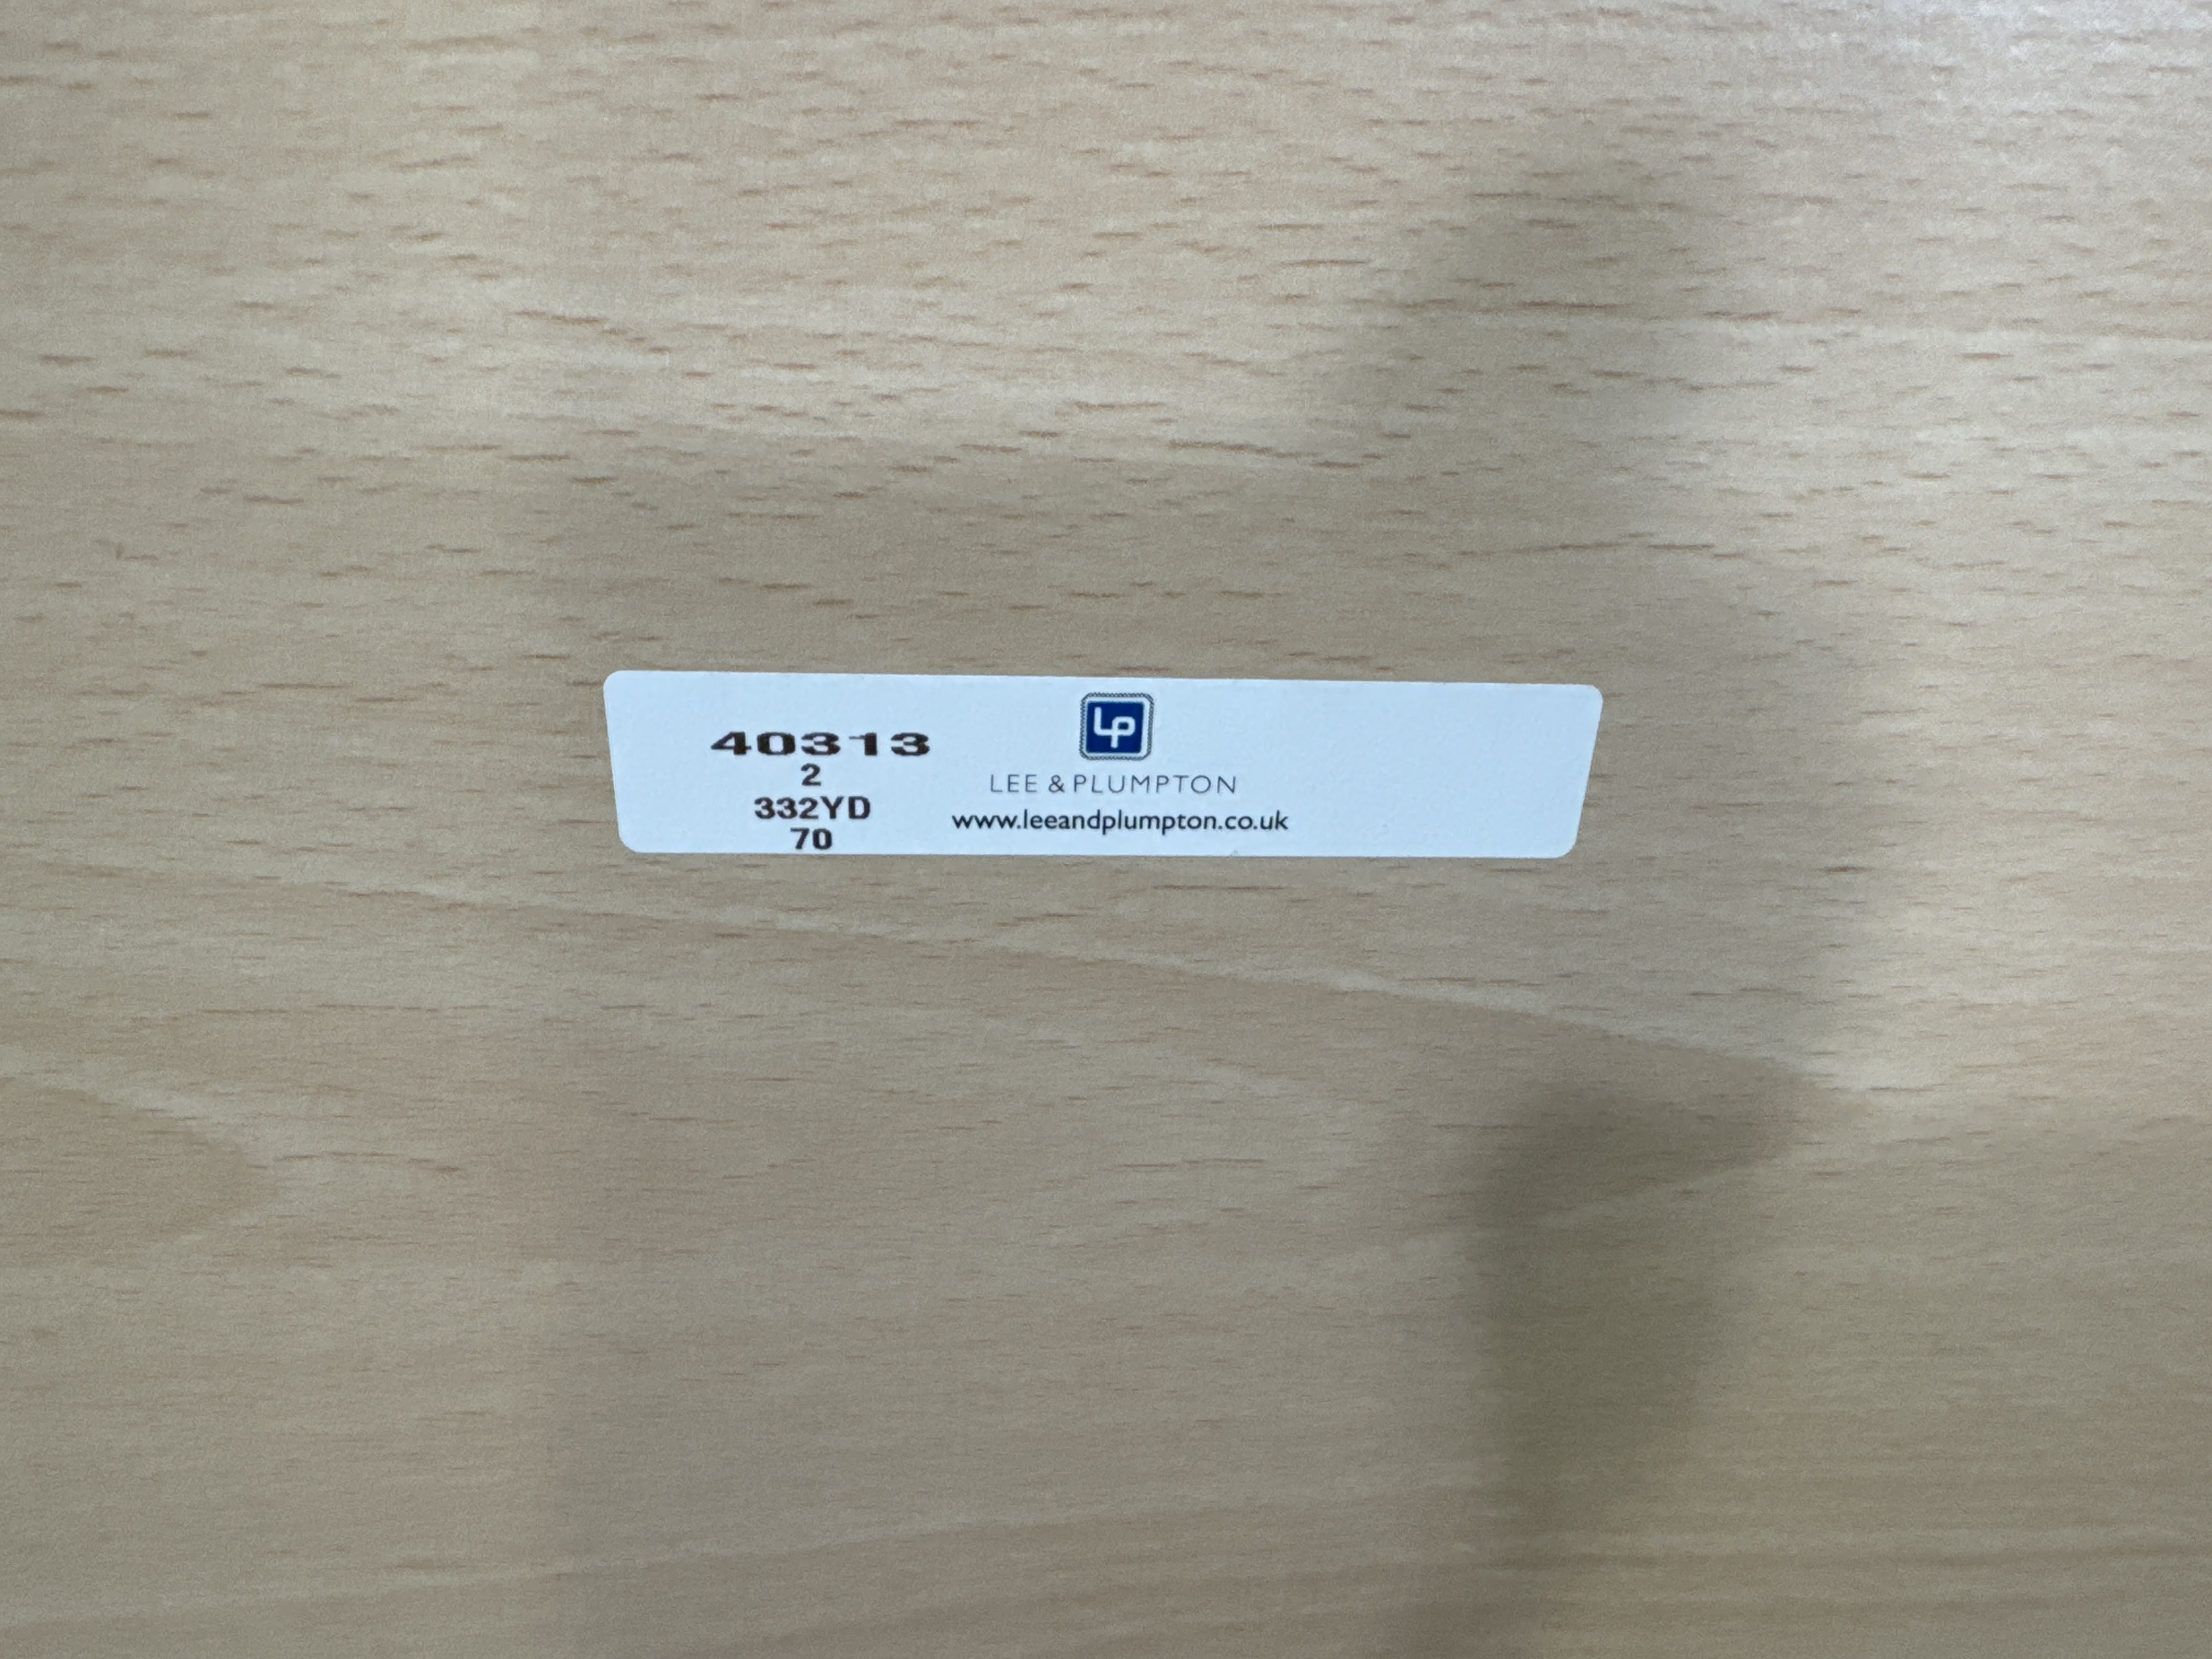 40313
2
332YD
70
LP
LEE & PLUMPTON
www.leeandplumpton.co.uk